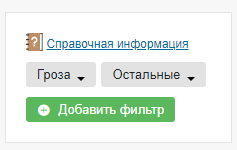 Справочная информация
Гроза Остальные
Добавить фильтр